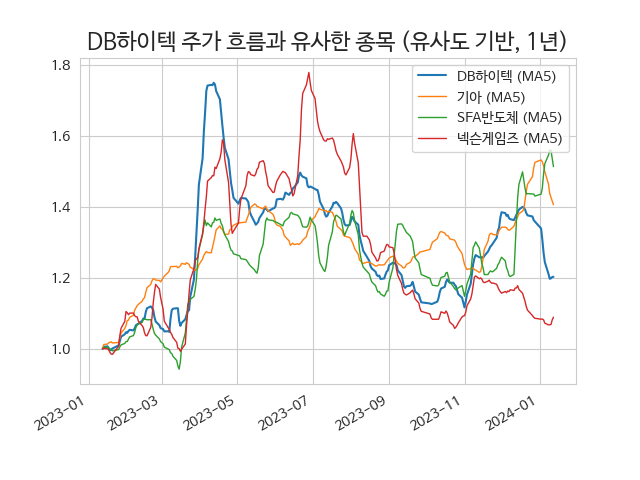 DB하이텍 주가 흐름과 유사한 종목 (유사도 기반, 1년)
DB하이텍 (MA5)
기아 (MA5)
SFA반도체 (MA5)
넥슨게임즈 (MA5)
1.8
1.6
1.4
1.2
1.0
2023-01
2023-03
2023-05
2023-07
2023-09
2023-11
2024-01